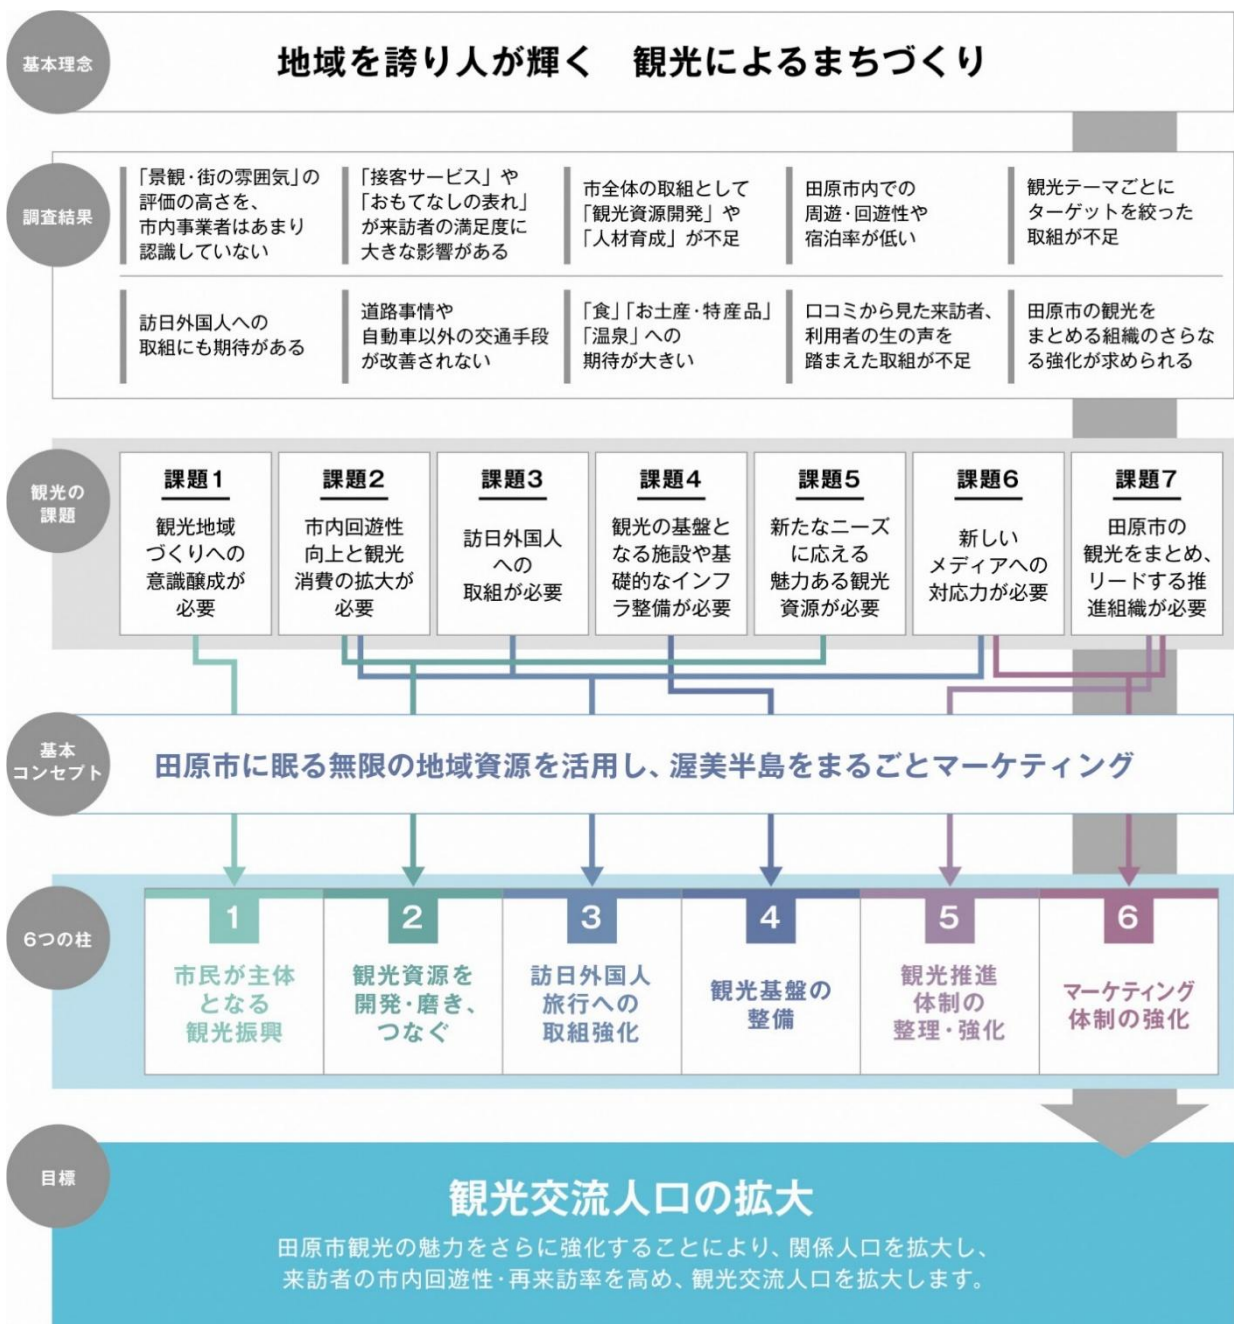 基本理念
地域を誇り人が輝く　観光によるまちづくり
調査結果
「景観・街の雰囲気」の
評価の高さを、
市内事業者はあまり
認識していない
「接客サービス」や
「おもてなしの表れ」
が来訪者の満足度に
大きな影響がある
市全体の取組として
「観光資源開発」や
「人材育成」が不足
田原市内での
周遊・回遊性や
宿泊率が低い
観光テーマごとに
ターゲットを絞った
取組が不足
訪日外国人への
取組にも期待がある
道路事情や
自動車以外の交通手段
が改善されない
「食」「お土産・特産品」
「温泉」への
期待が大きい
口コミから見た来訪者、
利用者の生の声を
踏まえた取組が不足
田原市の観光を
まとめる組織のさらな
る強化が求められる
観光の
課題
課題1
観光地域
づくりへの
意識醸成が
必要
課題2
市内回遊性
向上と観光
消費の拡大が
必要
課題3
訪日外国人
への
取組が必要
課題4
観光の基盤と
なる施設や基
礎的なインフ
ラ整備が必要
課題5
新たなニーズ
に応える
魅力ある観光
資源が必要
課題6
新しい
メディアへの
対応力が必要
課題7
田原市の
観光をまとめ、
リードする推
進組織が必要
基本
コンセプト
田原市に眠る無限の地域資源を活用し、渥美半島をまるごとマーケティング
6つの柱
1
市民が主体
となる
観光振興
2
観光資源を
開発・磨き、
つなぐ
3
訪日外国人
旅行への
取組強化
4
観光基盤の
整備
5
観光推進
体制の
整理・強化
6
マーケティング
体制の強化
目標
観光交流人口の拡大
田原市観光の魅力をさらに強化することにより、関係人口を拡大し、
来訪者の市内回遊性・再来訪率を高め、観光交流人口を拡大します。